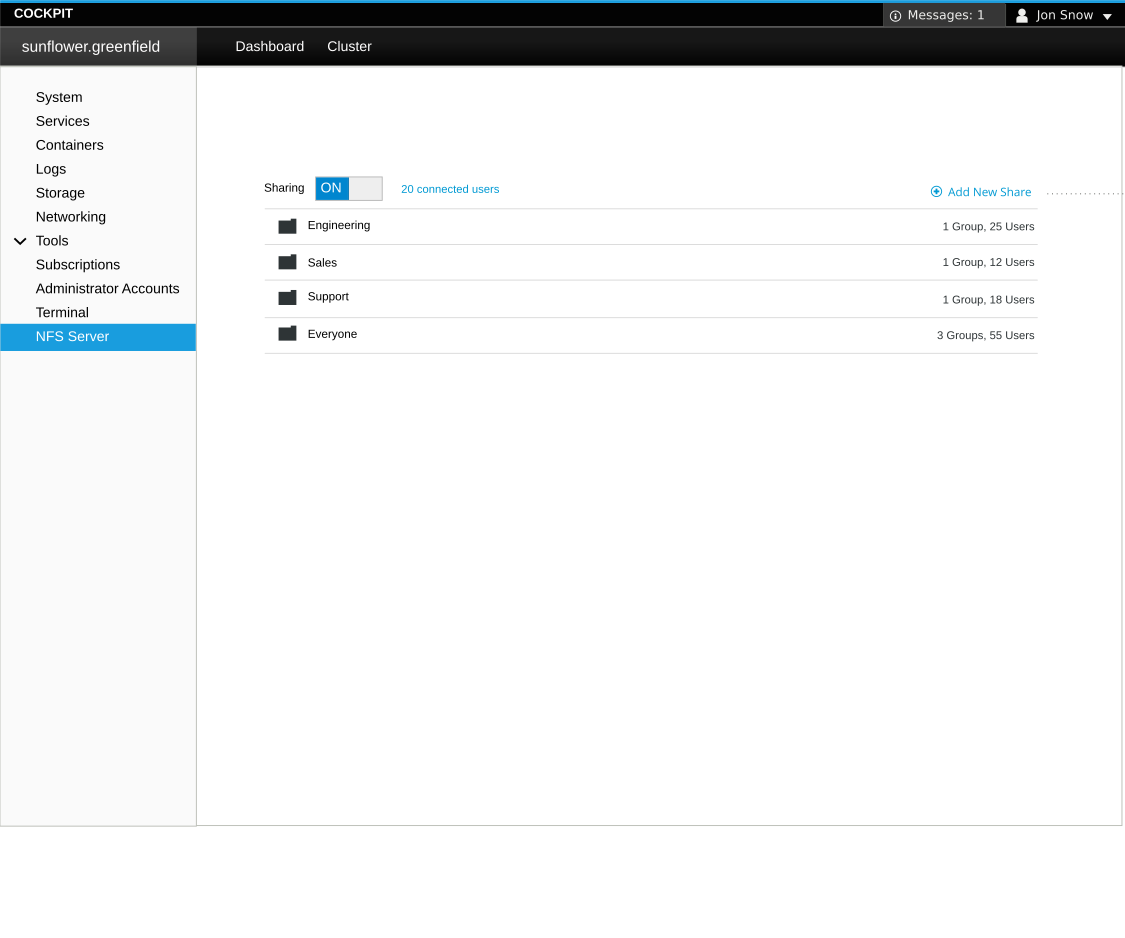 COCKPIT
Messages: 1
Jon Snow
sunflower.greenfield
Dashboard
Cluster
System
Services
Containers
Logs
Storage
Networking
Tools
Subscriptions
Administrator Accounts
Terminal
NFS Server
Sharing ON 20 connected users
Add New Share
Engineering 1 Group, 25 Users
Sales 1 Group, 12 Users
Support 1 Group, 18 Users
Everyone 3 Groups, 55 Users